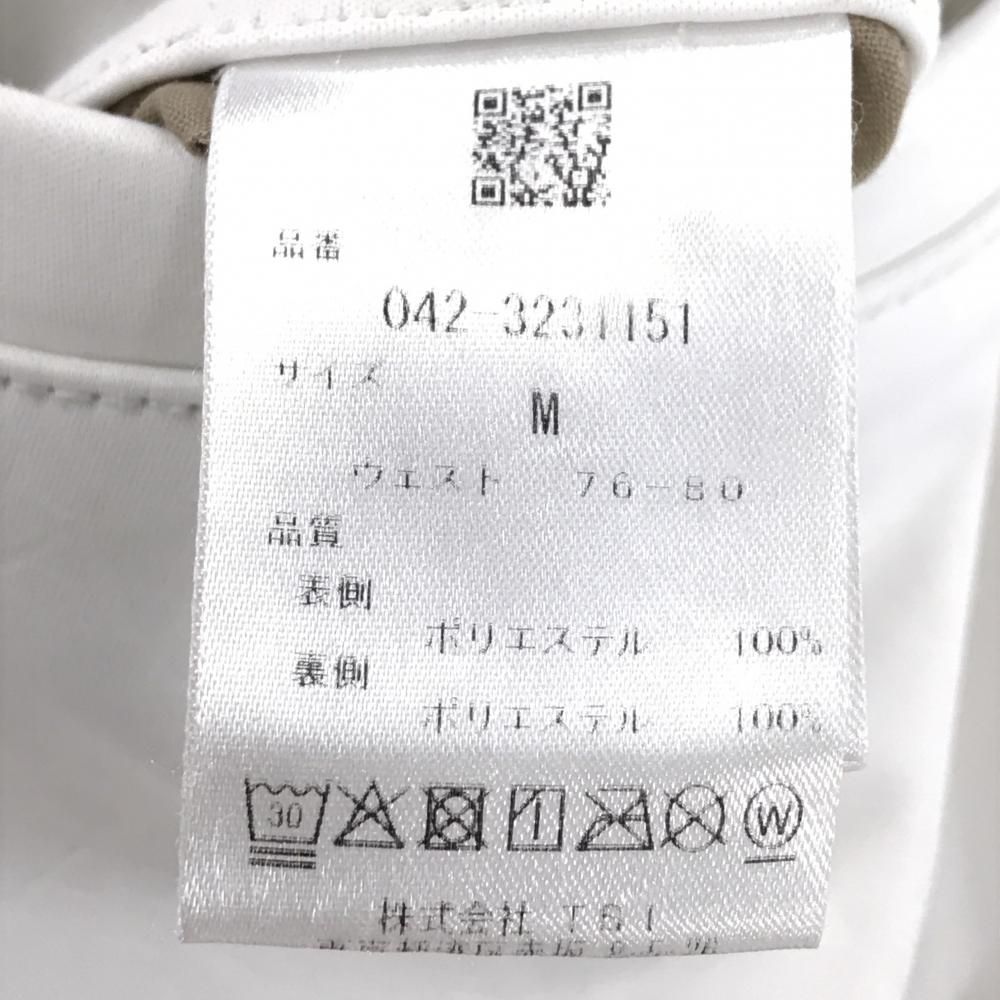 品番
042-3231151
サイズ
M
ウエスト 76-80
品質
表側
ポリエステル 100%
裏側
ポリエステル 100%
30
W
株式会社 TSI